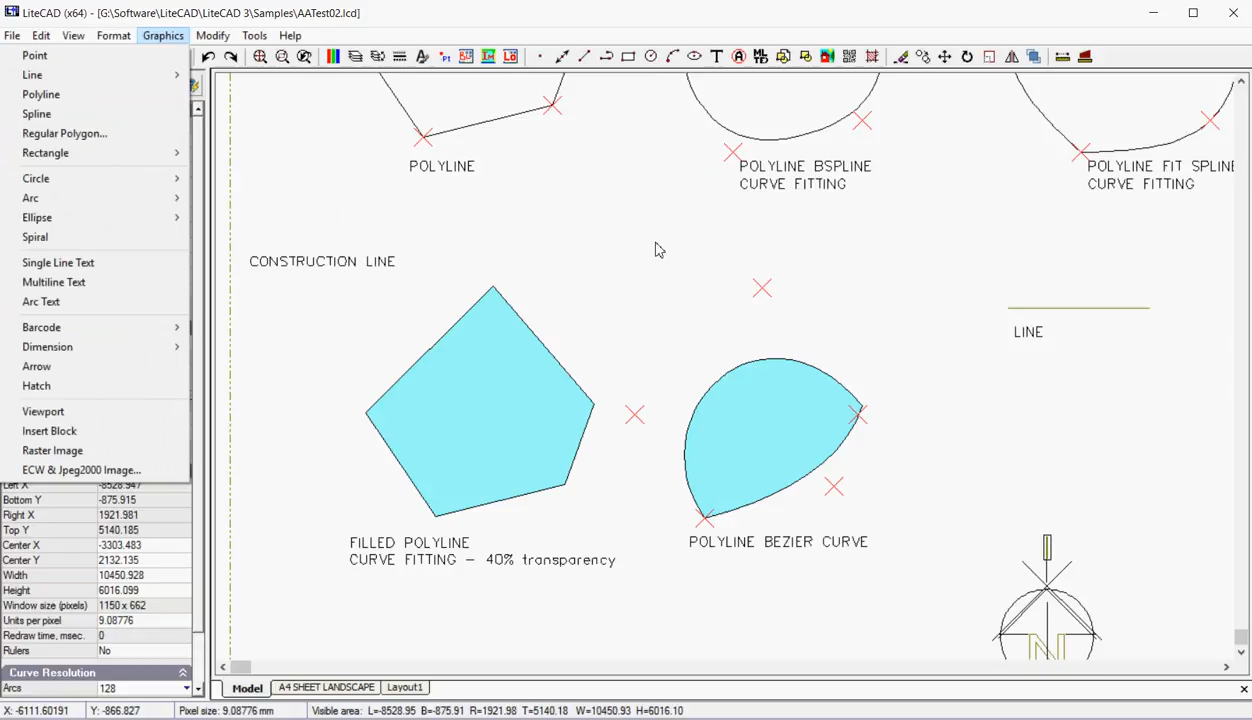 LiteCAD (x64) - [G:\Software\LiteCAD\LiteCAD 3\Samples\AATest02.lcd]
File Edit View Format Graphics Modify Tools Help
Point
Line
Polyline
Spline
Regular Polygon...
Rectangle
Circle
Arc
Ellipse
Spiral
Single Line Text
Multiline Text
Arc Text
Barcode
Dimension
Arrow
Hatch
Viewport
Insert Block
Raster Image
ECW & Jpeg2000 Image...
Left X -8528.947
Bottom Y -875.915
Right X 1921.981
Top Y 5140.185
Center X -3303.483
Center Y 2132.135
Width 10450.928
Height 6016.099
Window size (pixels) 1150 x 662
Units per pixel 9.08776
Redraw time, msec. 0
Rulers No
Curve Resolution
Arcs 128
POLYLINE
POLYLINE BSPLINE
CURVE FITTING
POLYLINE FIT SPLINE
CURVE FITTING
CONSTRUCTION LINE
LINE
FILLED POLYLINE
CURVE FITTING - 40% transparency
POLYLINE BEZIER CURVE
N
Model A4 SHEET LANDSCAPE Layout1
X: -6111.60191 Y: -866.827 Pixel size: 9.08776 mm Visible area: L=-8528.95 B=-875.91 R=1921.98 T=5140.18 W=10450.93 H=6016.10